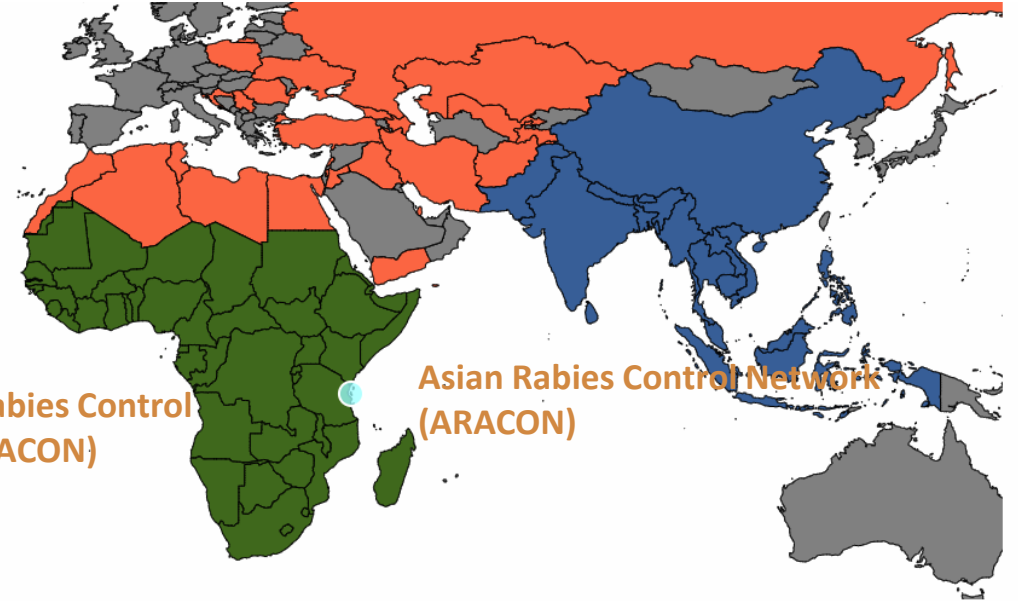 Asian Rabies Control Network
(ARACON)
abies Control
ACON)